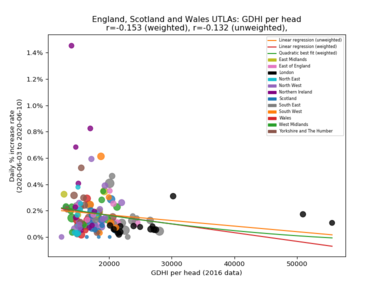 England, Scotland and Wales UTLAs: GDHI per head
r=-0.153 (weighted), r=-0.132 (unweighted),
Linear regression (unweighted)
Linear regression (weighted)
Quadratic best fit (weighted)
East Midlands
East of England
London
North East
North West
Northern Ireland
Scotland
South East
South West
Wales
West Midlands
Yorkshire and The Humber
Daily % increase rate
(2020-06-03 to 2020-06-10)
1.4%
1.2%
1.0%
0.8%
0.6%
0.4%
0.2%
0.0%
20000
30000
40000
50000
GDHI per head (2016 data)